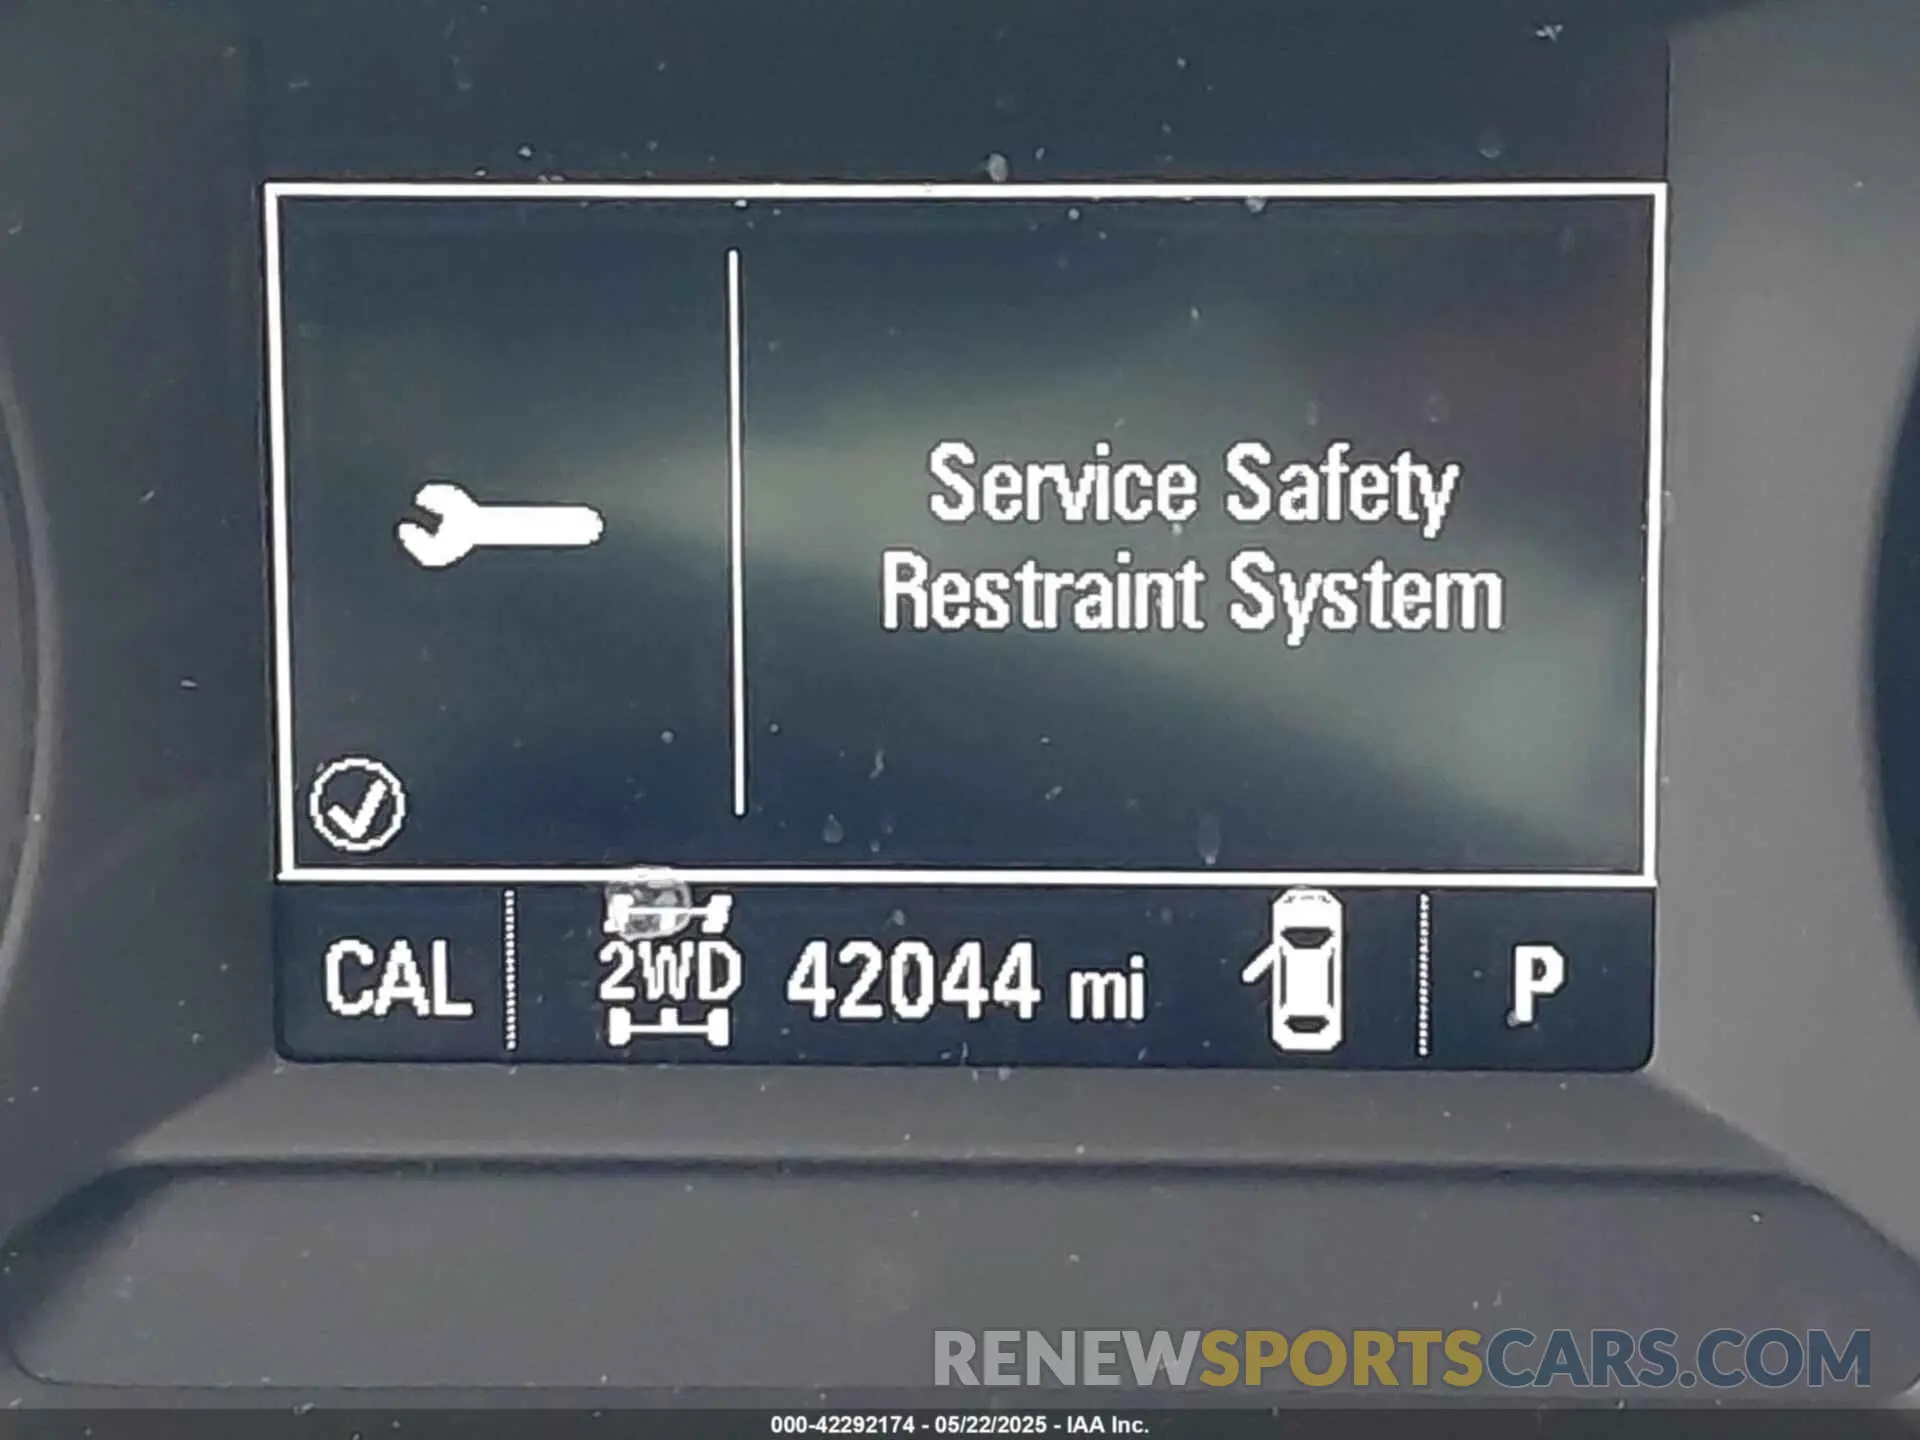 Service Safety
Restraint System
CAL 2WD 42044 mi P
RENEWSPORTSCARS.COM
000-42292174 - 05/22/2025 - IAA Inc.